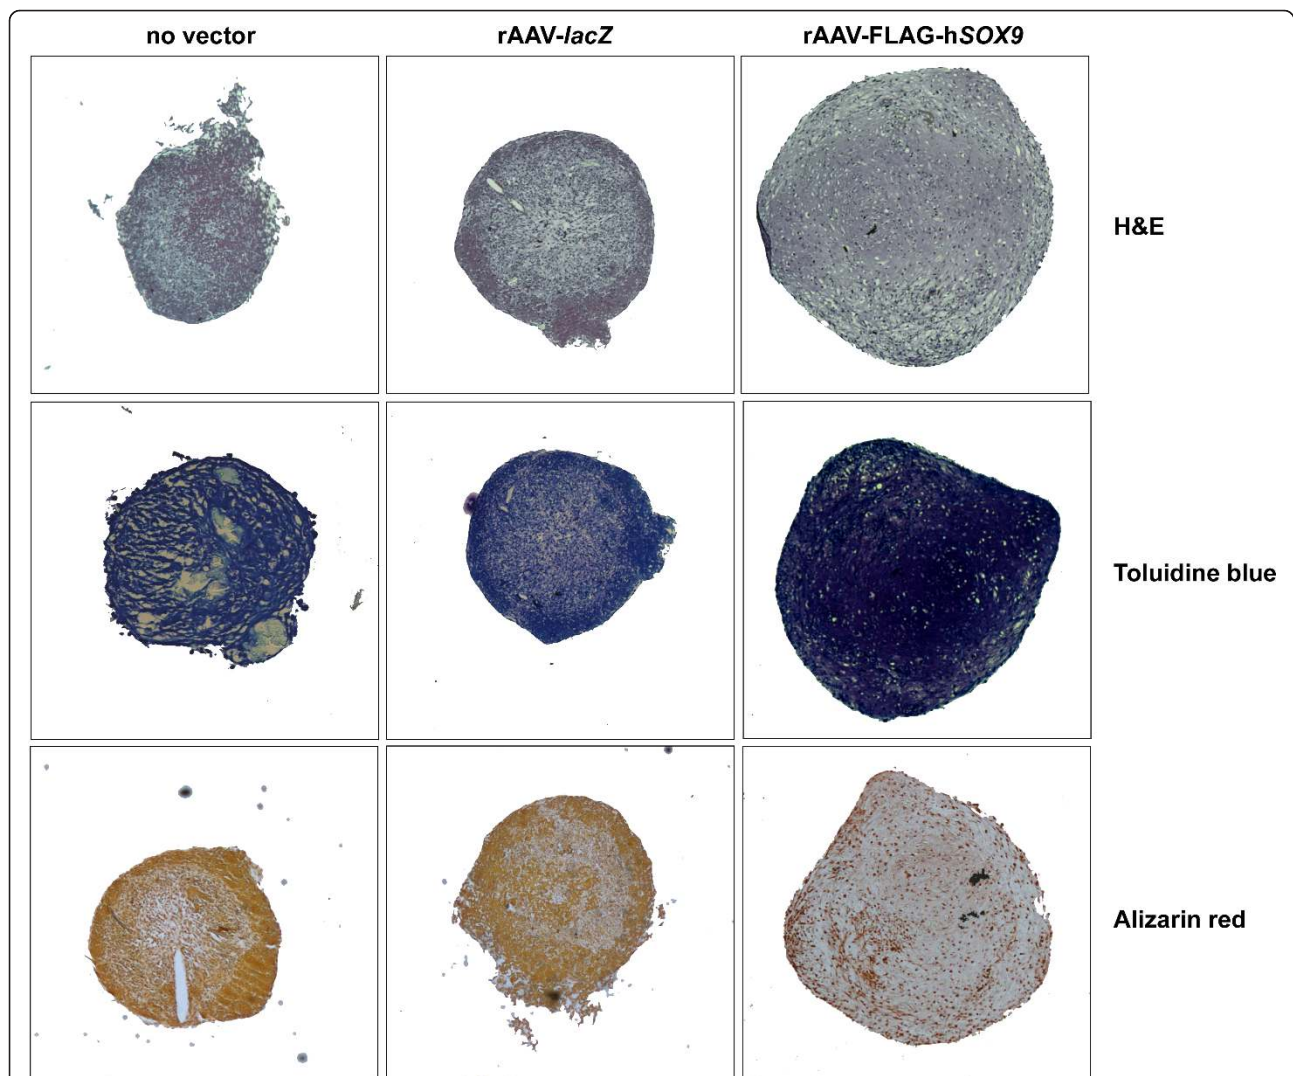 no vector rAAV-lacZ rAAV-FLAG-hSOX9
H&E
Toluidine blue
Alizarin red